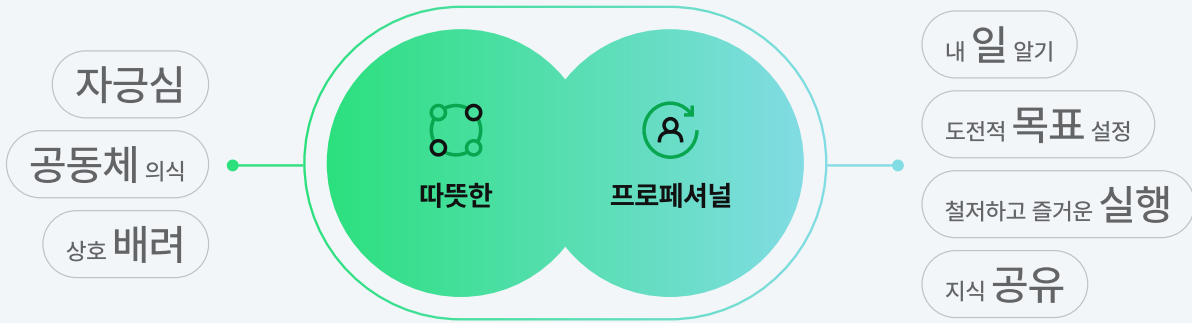 자긍심
공동체 의식
상호 배려
따뜻한
프로페셔널
내 일 알기
도전적 목표 설정
철저하고 즐거운 실행
지식 공유